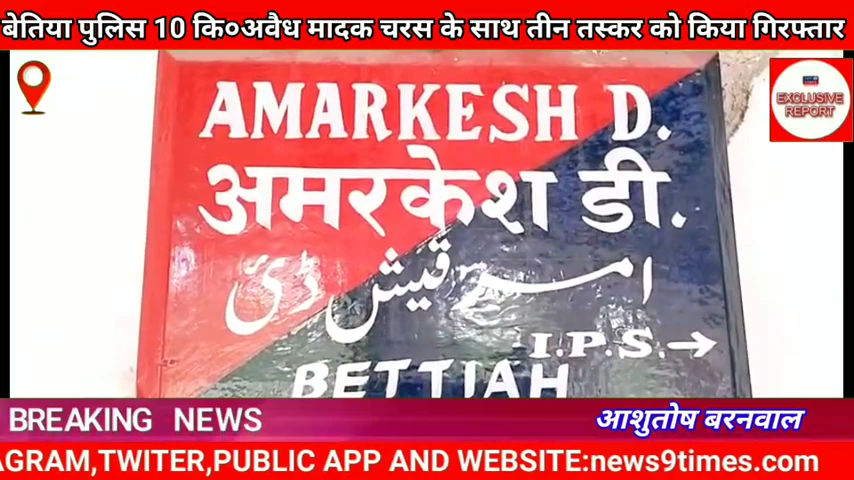 बेतिया पुलिस 10 कि०अवैध मादक चरस के साथ तीन तस्कर को किया गिरफ्तार
EXCLUSIVE
REPORT
AMARKESH D.
अमरकेश डी.
امرقیش ڈی
I.P.S.→
BETTIAH
BREAKING NEWS
आशुतोष बरनवाल
AGRAM,TWITER,PUBLIC APP AND WEBSITE:news9times.com